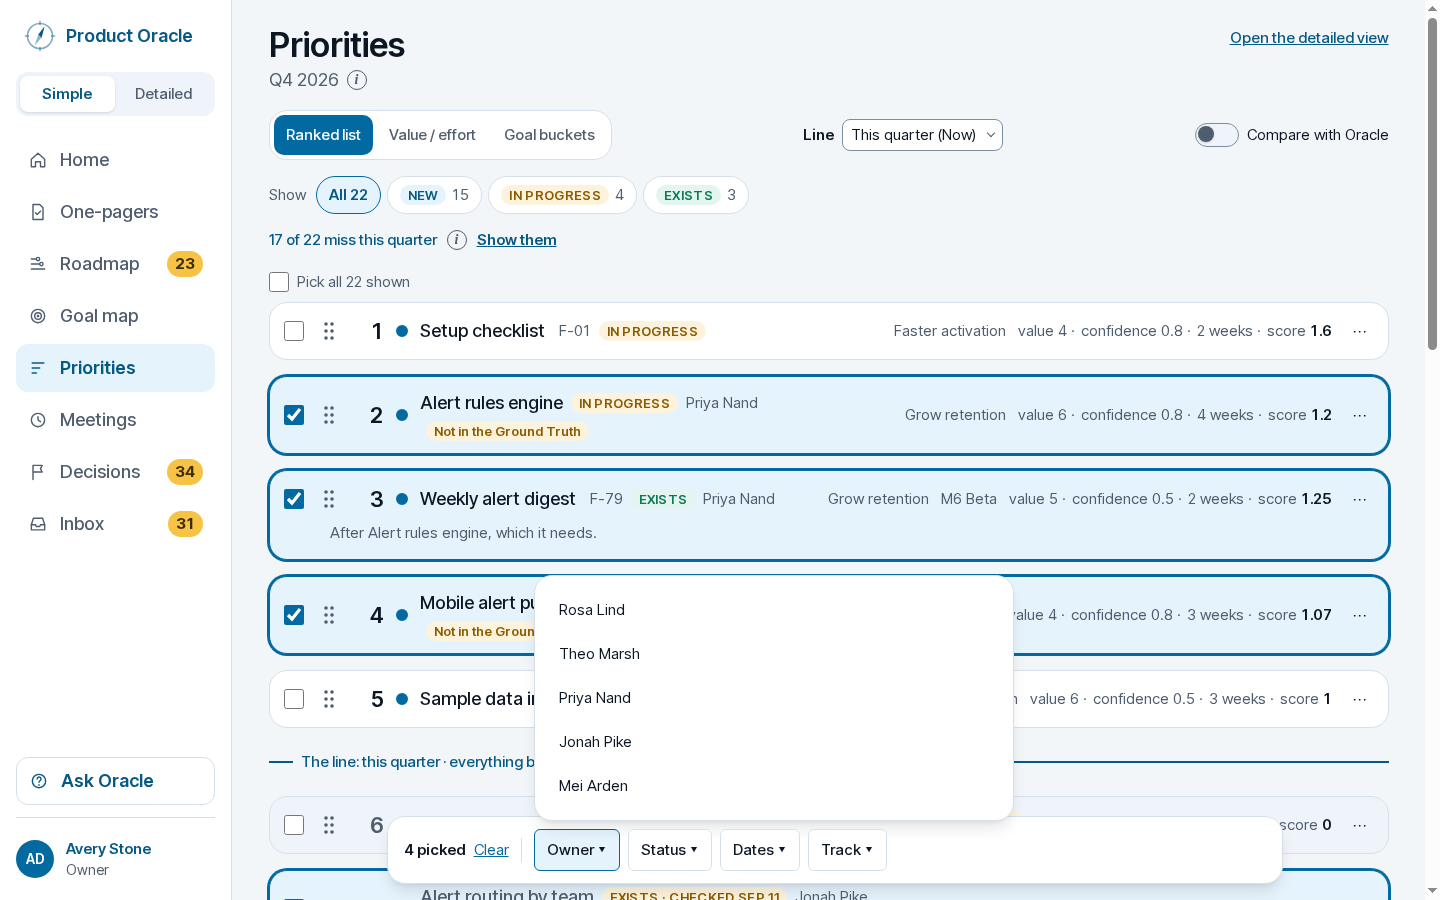 Product Oracle
Simple
Detailed
Home
One-pagers
Roadmap 23
Goal map
Priorities
Meetings
Decisions 34
Inbox 31
Ask Oracle
AD
Avery Stone
Owner
Priorities
Open the detailed view
Q4 2026 i
Ranked list
Value / effort
Goal buckets
Line This quarter (Now)
Compare with Oracle
Show All 22 NEW 15 IN PROGRESS 4 EXISTS 3
17 of 22 miss this quarter i Show them
Pick all 22 shown
1 Setup checklist F-01 IN PROGRESS Faster activation value 4 · confidence 0.8 · 2 weeks · score 1.6 ...
2 Alert rules engine IN PROGRESS Priya Nand Grow retention value 6 · confidence 0.8 · 4 weeks · score 1.2 ...
Not in the Ground Truth
3 Weekly alert digest F-79 EXISTS Priya Nand Grow retention M6 Beta value 5 · confidence 0.5 · 2 weeks · score 1.25 ...
After Alert rules engine, which it needs.
4 Mobile alert value 4 · confidence 0.8 · 3 weeks · score 1.07 ...
Not in the
5 Sample data value 6 · confidence 0.5 · 3 weeks · score 1 ...
The line: this quarter · everything
6 score 0 ...
Rosa Lind
Theo Marsh
Priya Nand
Jonah Pike
Mei Arden
4 picked Clear Owner ▾ Status ▾ Dates ▾ Track ▾
Alert routing by team EXISTS · CHECKED SEP 11 Jonah Pike